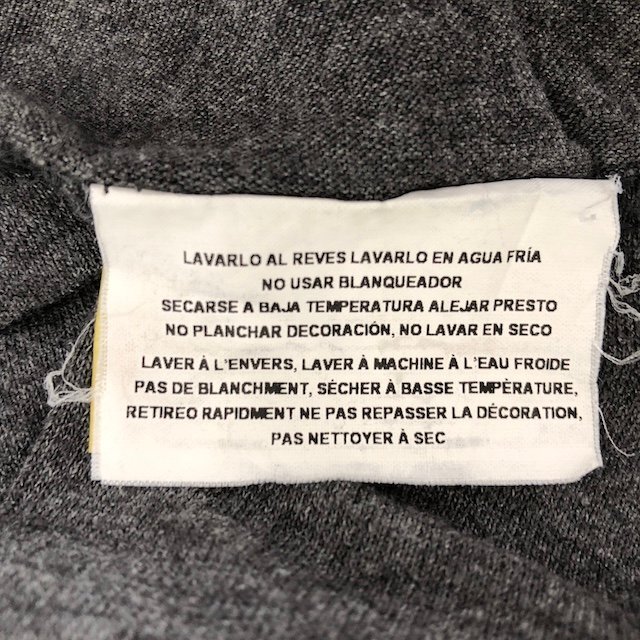 LAVARLO AL REVES LAVARLO EN AGUA FRÍA
NO USAR BLANQUEADOR
SECARSE A BAJA TEMPERATURA ALEJAR PRESTO
NO PLANCHAR DECORACIÓN, NO LAVAR EN SECO
LAVER À L'ENVERS, LAVER À MACHINE À L'EAU FROIDE
PAS DE BLANCHMENT, SÉCHER À BASSE TEMPÈRATURE,
RETIREO RAPIDMENT NE PAS REPASSER LA DÉCORATION,
PAS NETTOYER À SEC